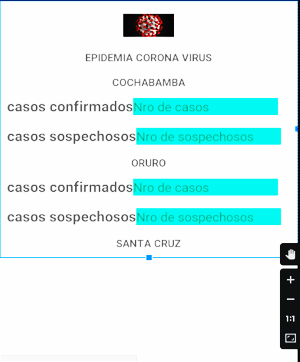 EPIDEMIA CORONA VIRUS
COCHABAMBA
casos confirmados Nro de casos
casos sospechosos Nro de sospechosos
ORURO
casos confirmados Nro de casos
casos sospechosos Nro de sospechosos
SANTA CRUZ
1:1